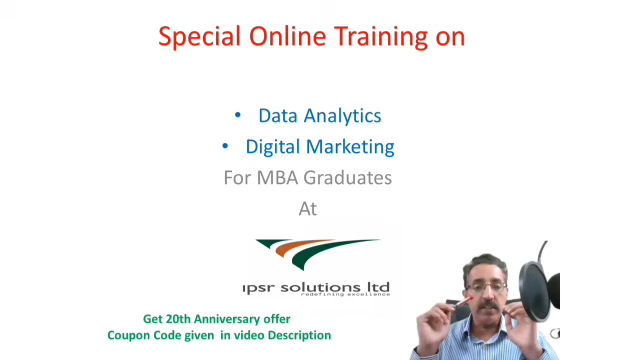 Special Online Training on
• Data Analytics
• Digital Marketing
For MBA Graduates
At
ipsr solutions ltd
redefining excellence
Get 20th Anniversary offer
Coupon Code given in video Description